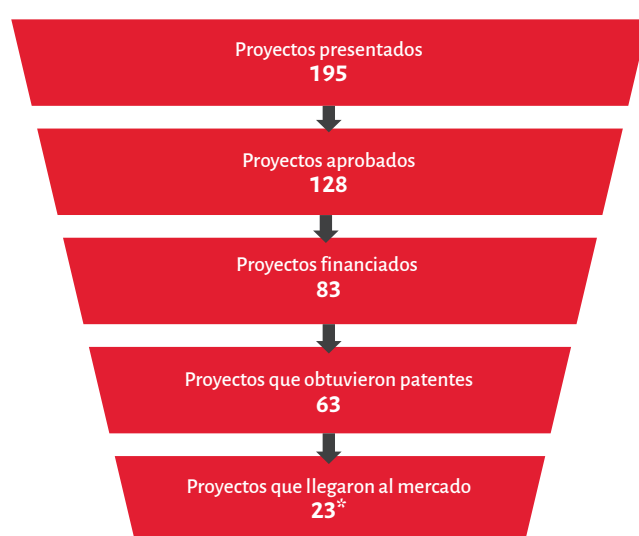 Proyectos presentados
195
Proyectos aprobados
128
Proyectos financiados
83
Proyectos que obtuvieron patentes
63
Proyectos que llegaron al mercado
23*